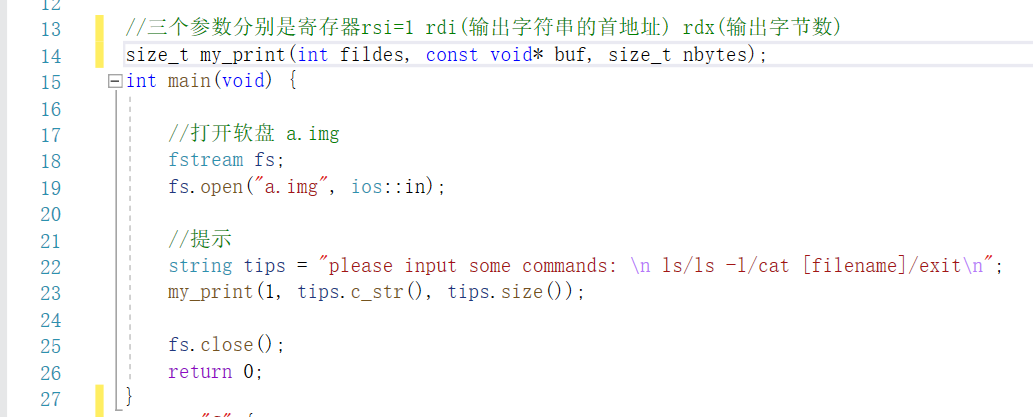 12
13 //三个参数分别是寄存器rsi=1 rdi(输出字符串的首地址) rdx(输出字节数)
14 size_t my_print(int fildes, const void* buf, size_t nbytes);
15 int main(void) {
16
17 //打开软盘 a.img
18 fstream fs;
19 fs.open("a.img", ios::in);
20
21 //提示
22 string tips = "please input some commands: \n ls/ls -l/cat [filename]/exit\n";
23 my_print(1, tips.c_str(), tips.size());
24
25 fs.close();
26 return 0;
27 }